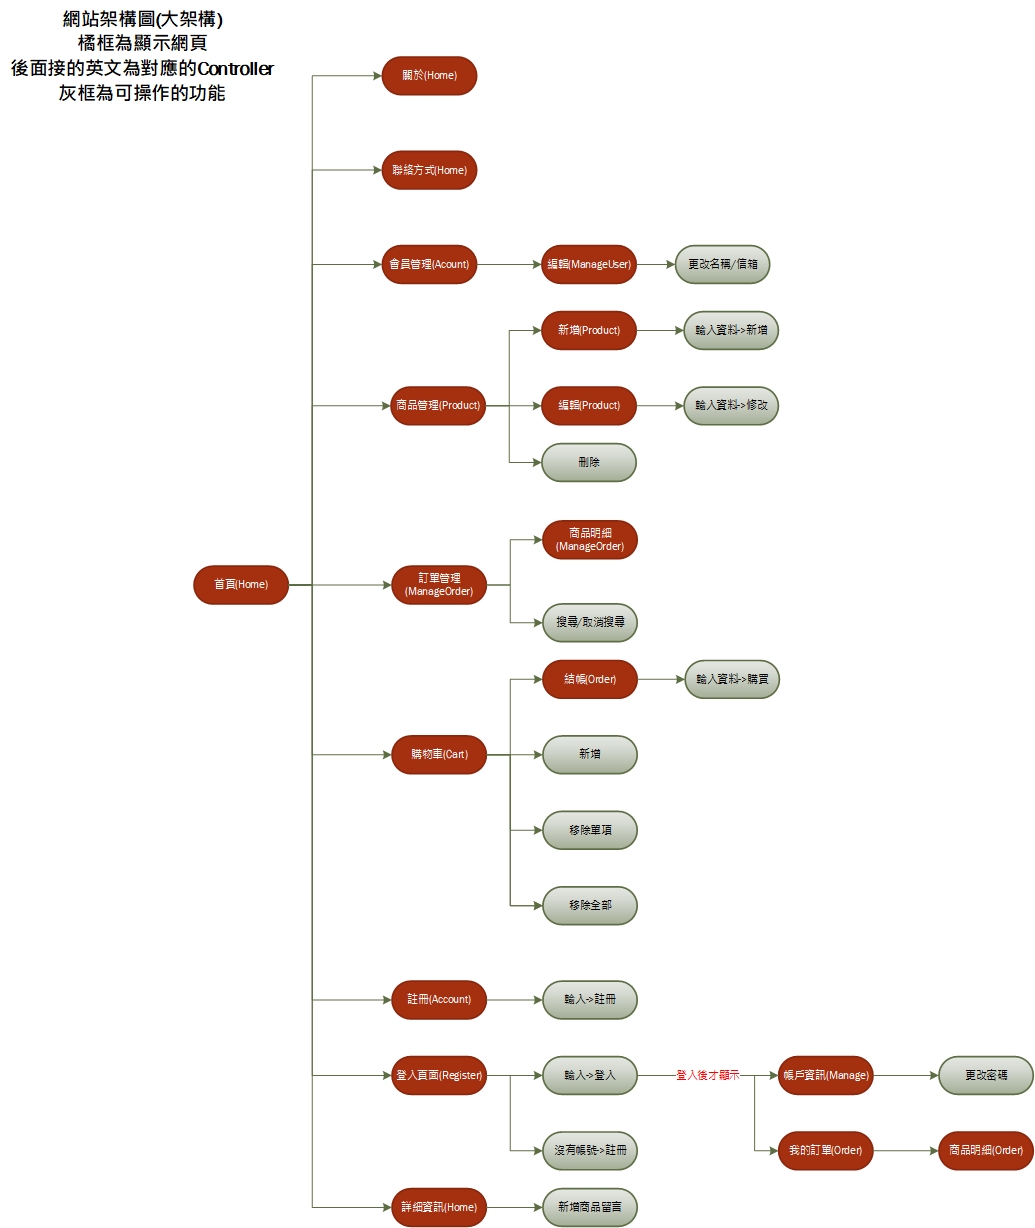 網站架構圖(大架構)
橘框為顯示網頁
後面接的英文為對應的Controller
灰框為可操作的功能
關於(Home)
聯絡方式(Home)
會員管理(Acount)
編輯(ManageUser)
更改名稱/信箱
新增(Product)
輸入資料->新增
商品管理(Product)
編輯(Product)
輸入資料->修改
刪除
商品明細
(ManageOrder)
首頁(Home)
訂單管理
(ManageOrder)
搜尋/取消搜尋
結帳(Order)
輸入資料->購買
購物車(Cart)
新增
移除單項
移除全部
註冊(Account)
輸入->註冊
登入頁面(Register)
輸入->登入
登入後才顯示
帳戶資訊(Manage)
更改密碼
沒有帳號->註冊
我的訂單(Order)
商品明細(Order)
詳細資訊(Home)
新增商品留言